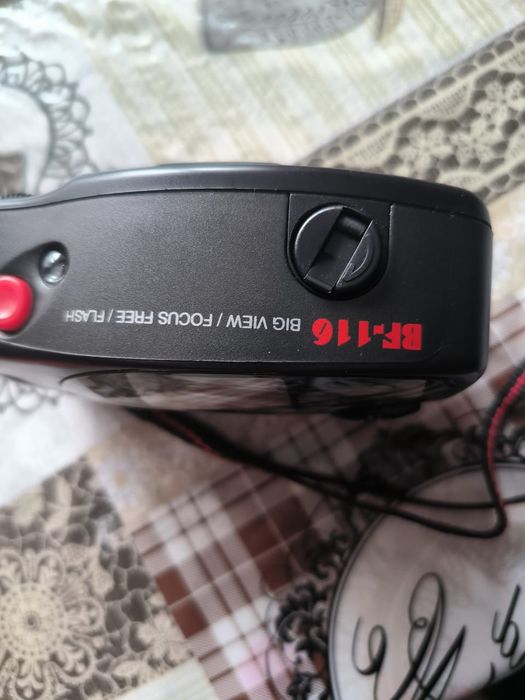 BF-116
BIG VIEW / FOCUS FREE / FLASH